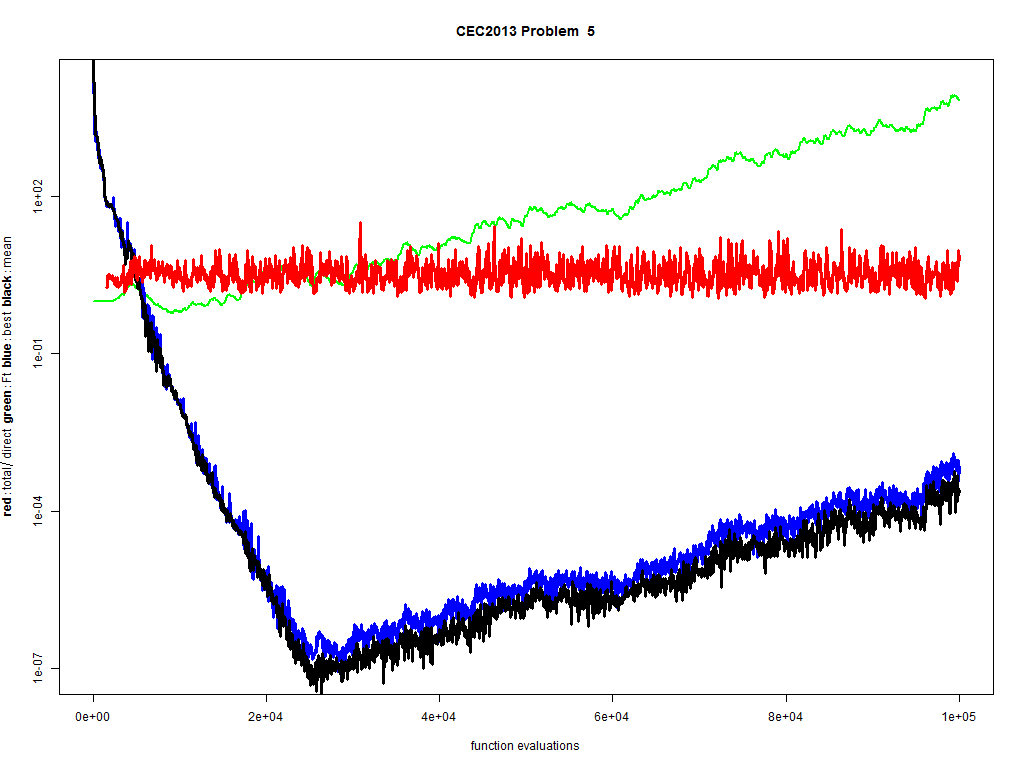 CEC2013 Problem  5
red : total/ direct green : Ft blue : best black : mean
1e+02
1e-01
1e-04
1e-07
0e+00 2e+04 4e+04 6e+04 8e+04 1e+05
function evaluations